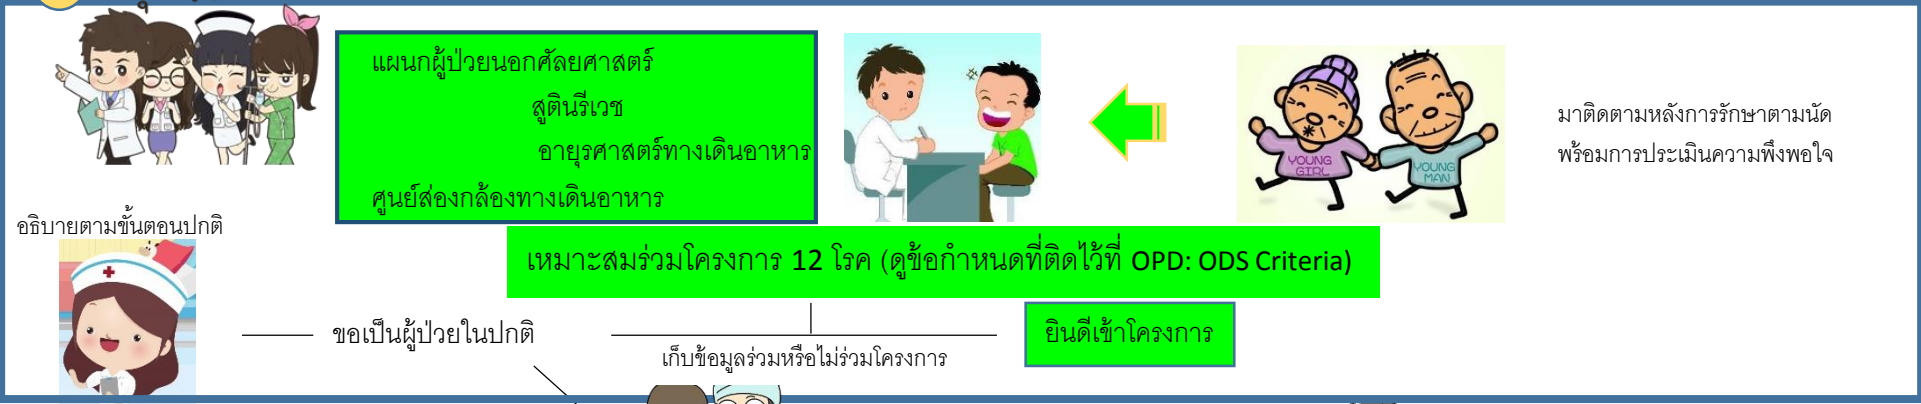 แผนกผู้ป่วยนอกศัลยศาสตร์
สูตินรีเวช
อายุรศาสตร์ทางเดินอาหาร
ศูนย์ส่องกล้องทางเดินอาหาร
YOUNG
GIRL
YOUNG
MAN
มาติดตามหลังการรักษาตามนัด
พร้อมการประเมินความพึงพอใจ
อธิบายตามขั้นตอนปกติ
เหมาะสมร่วมโครงการ 12 โรค (ดูข้อกำหนดที่ติดไว้ที่ OPD: ODS Criteria)
ขอเป็นผู้ป่วยในปกติ
เก็บข้อมูลร่วมหรือไม่ร่วมโครงการ
ยินดีเข้าโครงการ